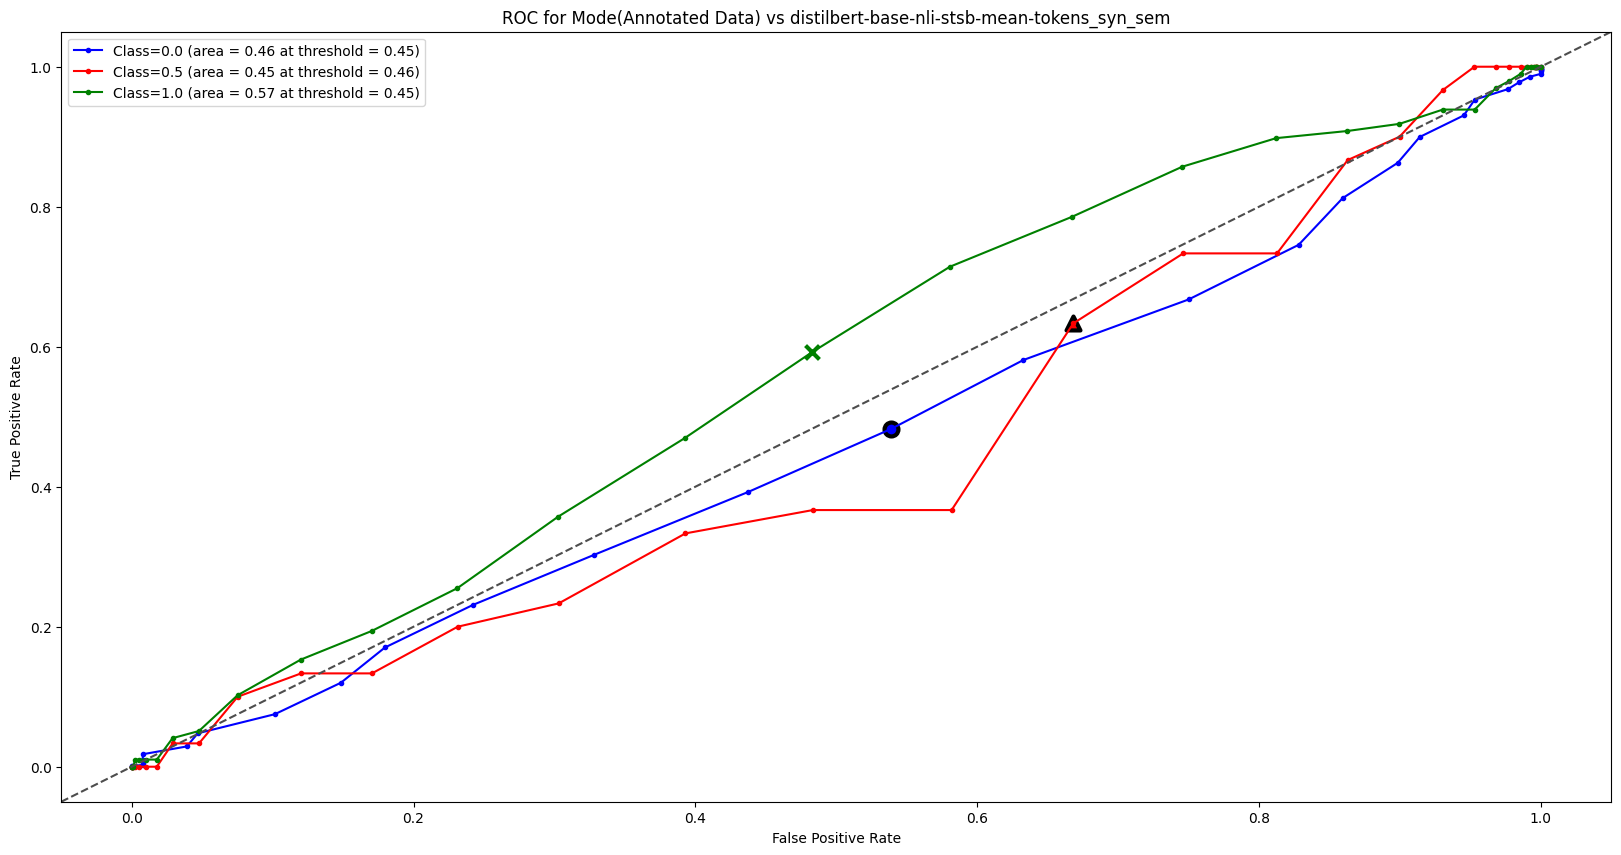 ROC for Mode(Annotated Data) vs distilbert-base-nli-stsb-mean-tokens_syn_sem
Class=0.0 (area = 0.46 at threshold = 0.45)
Class=0.5 (area = 0.45 at threshold = 0.46)
Class=1.0 (area = 0.57 at threshold = 0.45)
True Positive Rate
1.0
0.8
0.6
0.4
0.2
0.0
0.0 0.2 0.4 0.6 0.8 1.0
False Positive Rate